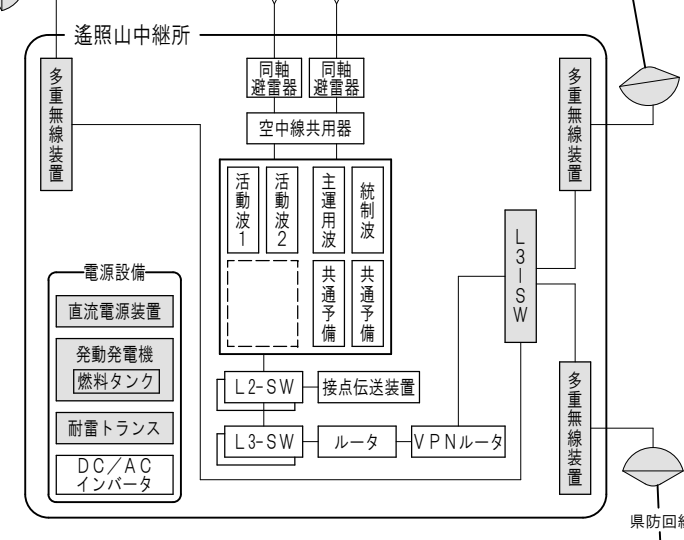 遙照山中継所
多重無線装置
同軸
避雷器
同軸
避雷器
多重無線装置
空中線共用器
活動波1
活動波2
主運用波
統制波
共通予備
共通予備
L3-SW
電源設備
直流電源装置
発動発電機
燃料タンク
耐雷トランス
DC/AC
インバータ
L2-SW
接点伝送装置
L3-SW
ルータ
VPNルータ
多重無線装置
県防回線